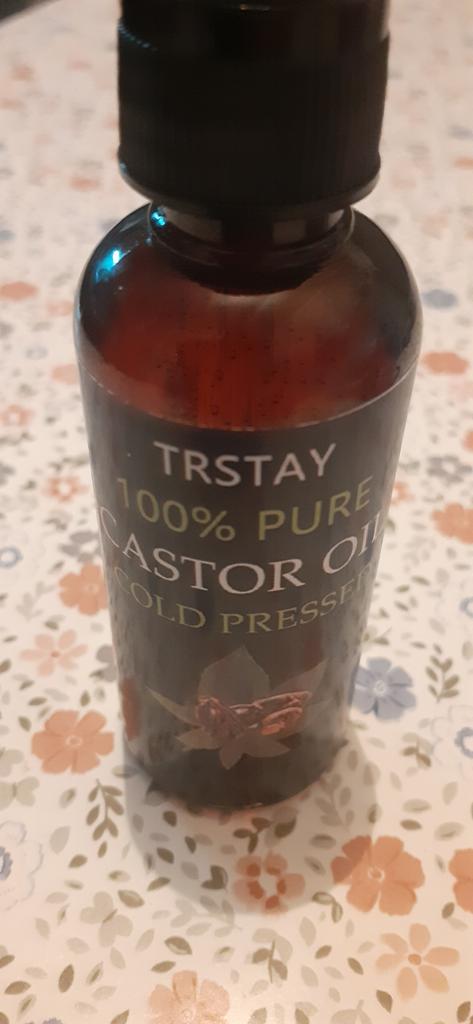 TRSTAY
100% PURE
CASTOR OIL
COLD PRESSED